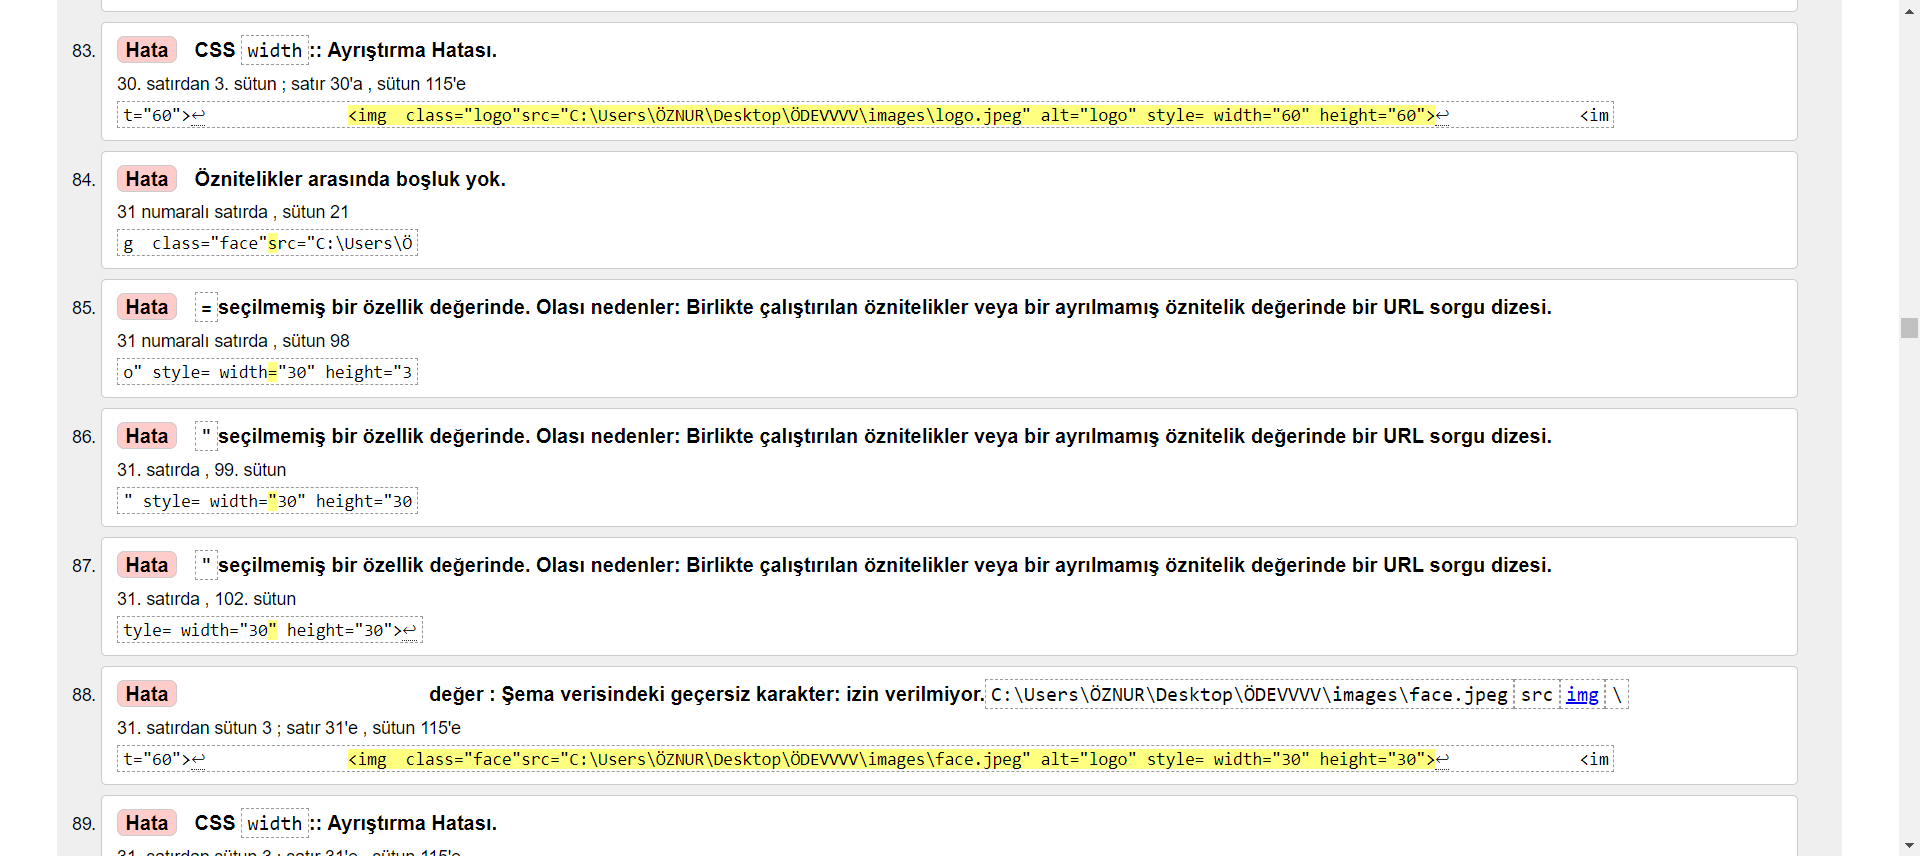 83. Hata CSS width :: Ayrıştırma Hatası.
30. satırdan 3. sütun ; satır 30'a , sütun 115'e
t="60">↩ <img  class="logo"src="C:\Users\ÖZNUR\Desktop\ÖDEVVVV\images\logo.jpeg" alt="logo" style= width="60" height="60">↩ <im
84. Hata Öznitelikler arasında boşluk yok.
31 numaralı satırda , sütun 21
g  class="face"src="C:\Users\Ö
85. Hata = seçilmemiş bir özellik değerinde. Olası nedenler: Birlikte çalıştırılan öznitelikler veya bir ayrılmamış öznitelik değerinde bir URL sorgu dizesi.
31 numaralı satırda , sütun 98
o" style= width="30" height="3
86. Hata " seçilmemiş bir özellik değerinde. Olası nedenler: Birlikte çalıştırılan öznitelikler veya bir ayrılmamış öznitelik değerinde bir URL sorgu dizesi.
31. satırda , 99. sütun
" style= width="30" height="30
87. Hata " seçilmemiş bir özellik değerinde. Olası nedenler: Birlikte çalıştırılan öznitelikler veya bir ayrılmamış öznitelik değerinde bir URL sorgu dizesi.
31. satırda , 102. sütun
tyle= width="30" height="30">↩
88. Hata değer : Şema verisindeki geçersiz karakter: izin verilmiyor. C:\Users\ÖZNUR\Desktop\ÖDEVVVV\images\face.jpeg src img \
31. satırdan sütun 3 ; satır 31'e , sütun 115'e
t="60">↩ <img  class="face"src="C:\Users\ÖZNUR\Desktop\ÖDEVVVV\images\face.jpeg" alt="logo" style= width="30" height="30">↩ <im
89. Hata CSS width :: Ayrıştırma Hatası.
31. satırdan sütun 3 ; satır 31'e , sütun 115'e